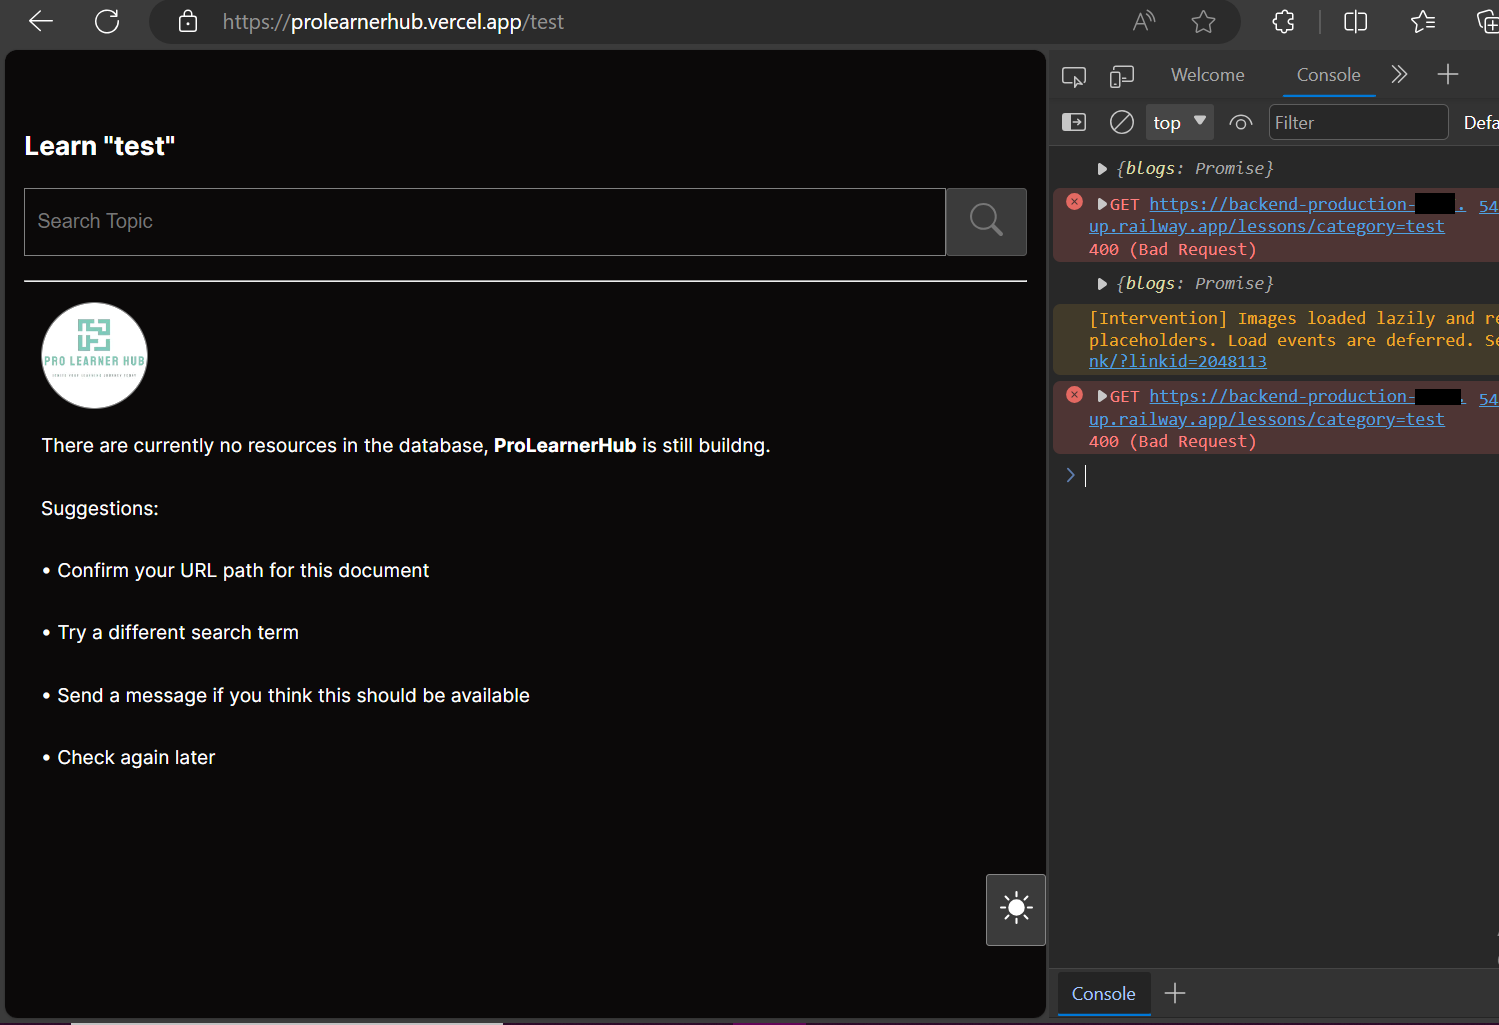 https://prolearnerhub.vercel.app/test
Welcome
Console
top
Filter
Defa
Learn "test"
Search Topic
PRO LEARNER HUB
There are currently no resources in the database, ProLearnerHub is still buildng.
Suggestions:
• Confirm your URL path for this document
• Try a different search term
• Send a message if you think this should be available
• Check again later
{blogs: Promise}
GET https://backend-production- . 54
up.railway.app/lessons/category=test
400 (Bad Request)
{blogs: Promise}
[Intervention] Images loaded lazily and re
placeholders. Load events are deferred. Se
nk/?linkid=2048113
GET https://backend-production- . 54
up.railway.app/lessons/category=test
400 (Bad Request)
Console